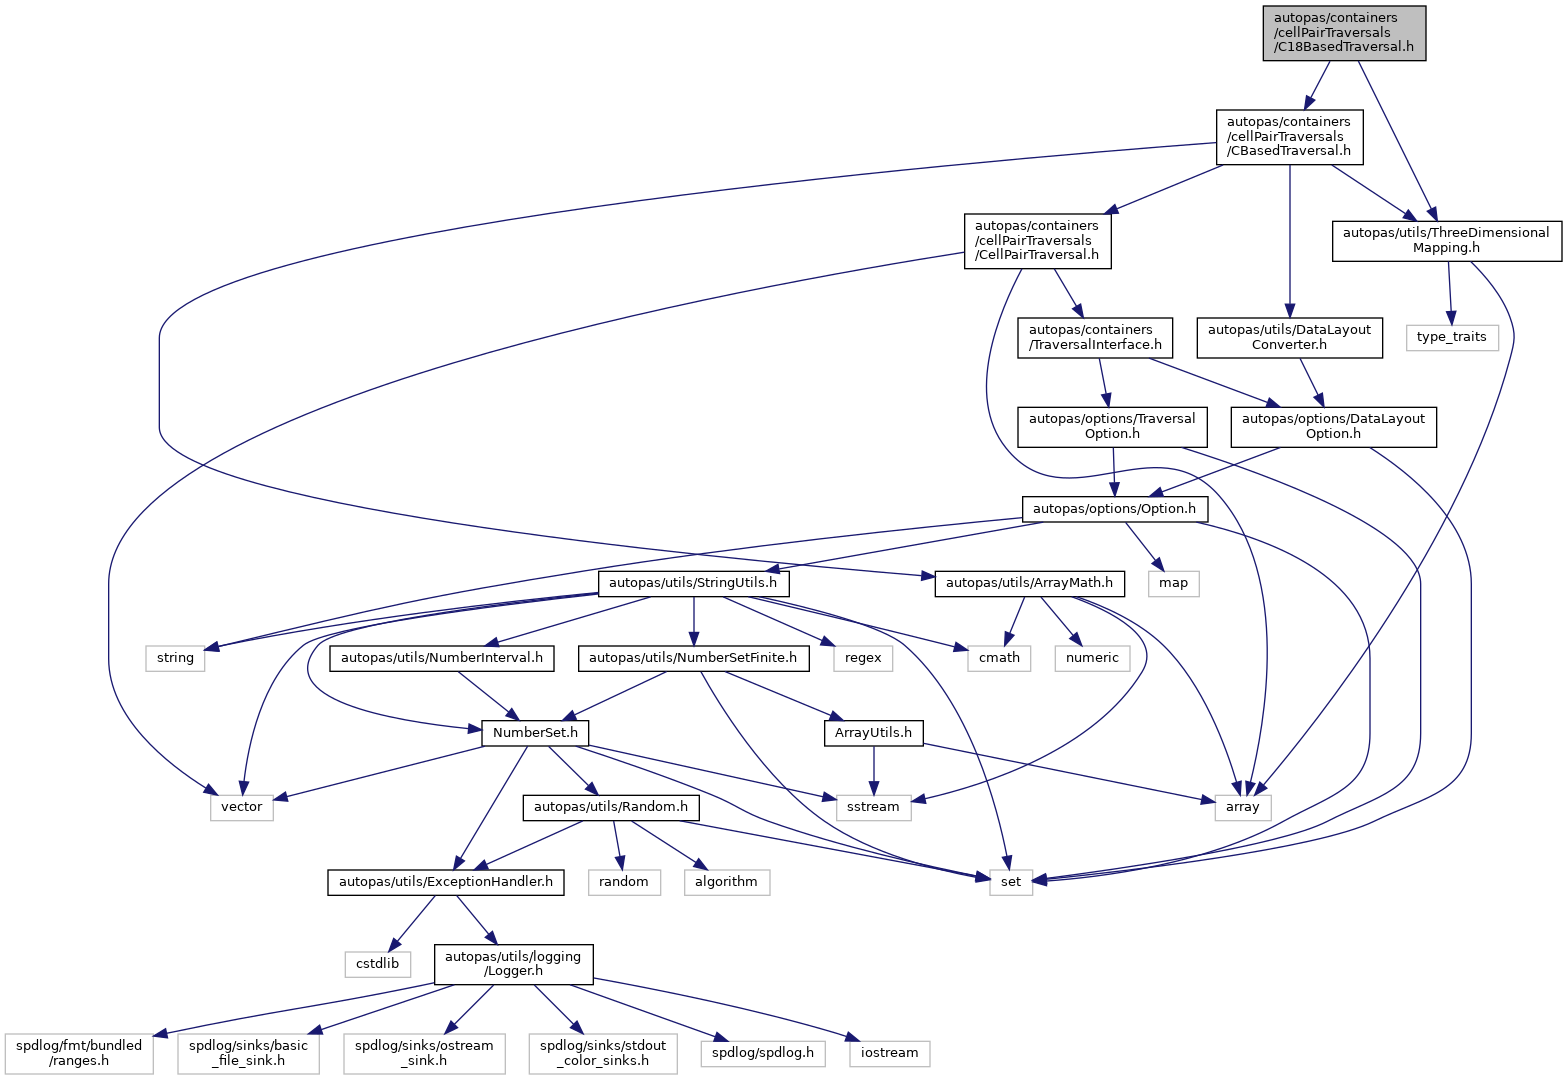 autopas/containers
/cellPairTraversals
/C18BasedTraversal.h
autopas/containers
/cellPairTraversals
/CBasedTraversal.h
autopas/containers
/cellPairTraversals
/CellPairTraversal.h
autopas/utils/ThreeDimensional
Mapping.h
autopas/containers
/TraversalInterface.h
autopas/utils/DataLayout
Converter.h
type_traits
autopas/options/Traversal
Option.h
autopas/options/DataLayout
Option.h
autopas/options/Option.h
autopas/utils/StringUtils.h
autopas/utils/ArrayMath.h
map
string
autopas/utils/NumberInterval.h
autopas/utils/NumberSetFinite.h
regex
cmath
numeric
NumberSet.h
ArrayUtils.h
vector
autopas/utils/Random.h
sstream
array
autopas/utils/ExceptionHandler.h
random
algorithm
set
cstdlib
autopas/utils/logging
/Logger.h
spdlog/fmt/bundled
/ranges.h
spdlog/sinks/basic
_file_sink.h
spdlog/sinks/ostream
_sink.h
spdlog/sinks/stdout
_color_sinks.h
spdlog/spdlog.h
iostream